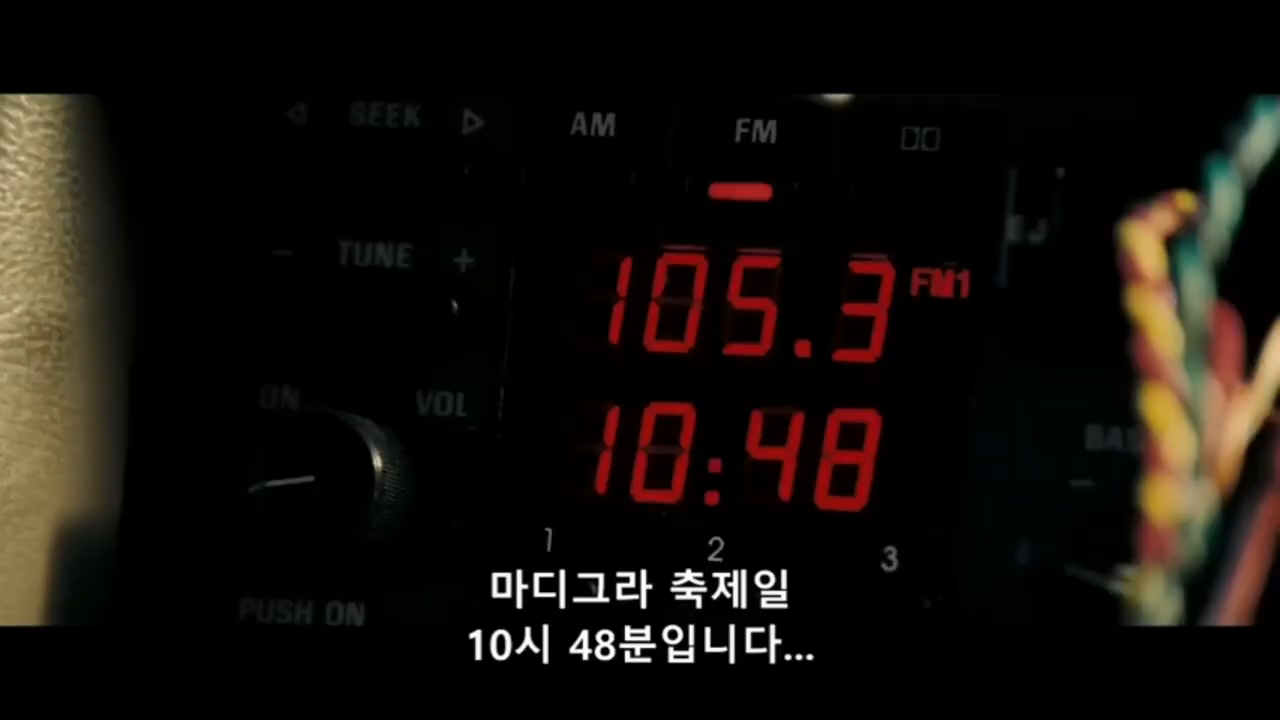 SEEK
AM
FM
TUNE
105.3 FM1
ON
VOL
10:48
1
2
3
PUSH ON
마디그라 축제일
10시 48분입니다...